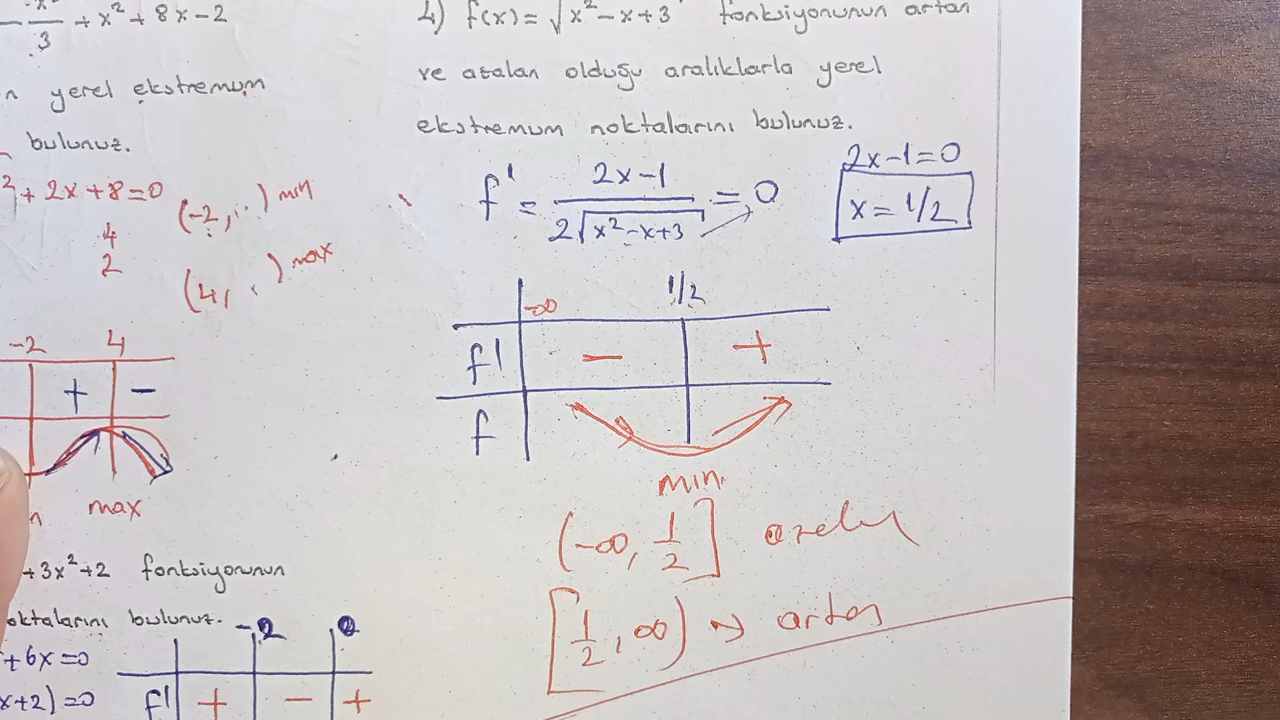 3
+ x² + 8x - 2
yerel ekstremum
bulunuz.
² + 2x + 8 = 0
4
2
(-2, ..) min
(4, . ) max
-2 4
+ -
max
+ 3x² + 2 fonksiyonunun
oktalarını bulunuz.
+ 6x = 0
x+2) = 0
-2 0
f' + - +
4) f(x) = √x² - x + 3 fonksiyonunun artan
ve azalan olduğu aralıklarla yerel
ekstremum noktalarını bulunuz.
f' = 2x-1 / 2√x²-x+3 = 0
2x-1=0
x = 1/2
-∞ 1/2
f' - +
f
min.
(-∞, 1/2]
[1/2, ∞) → artan